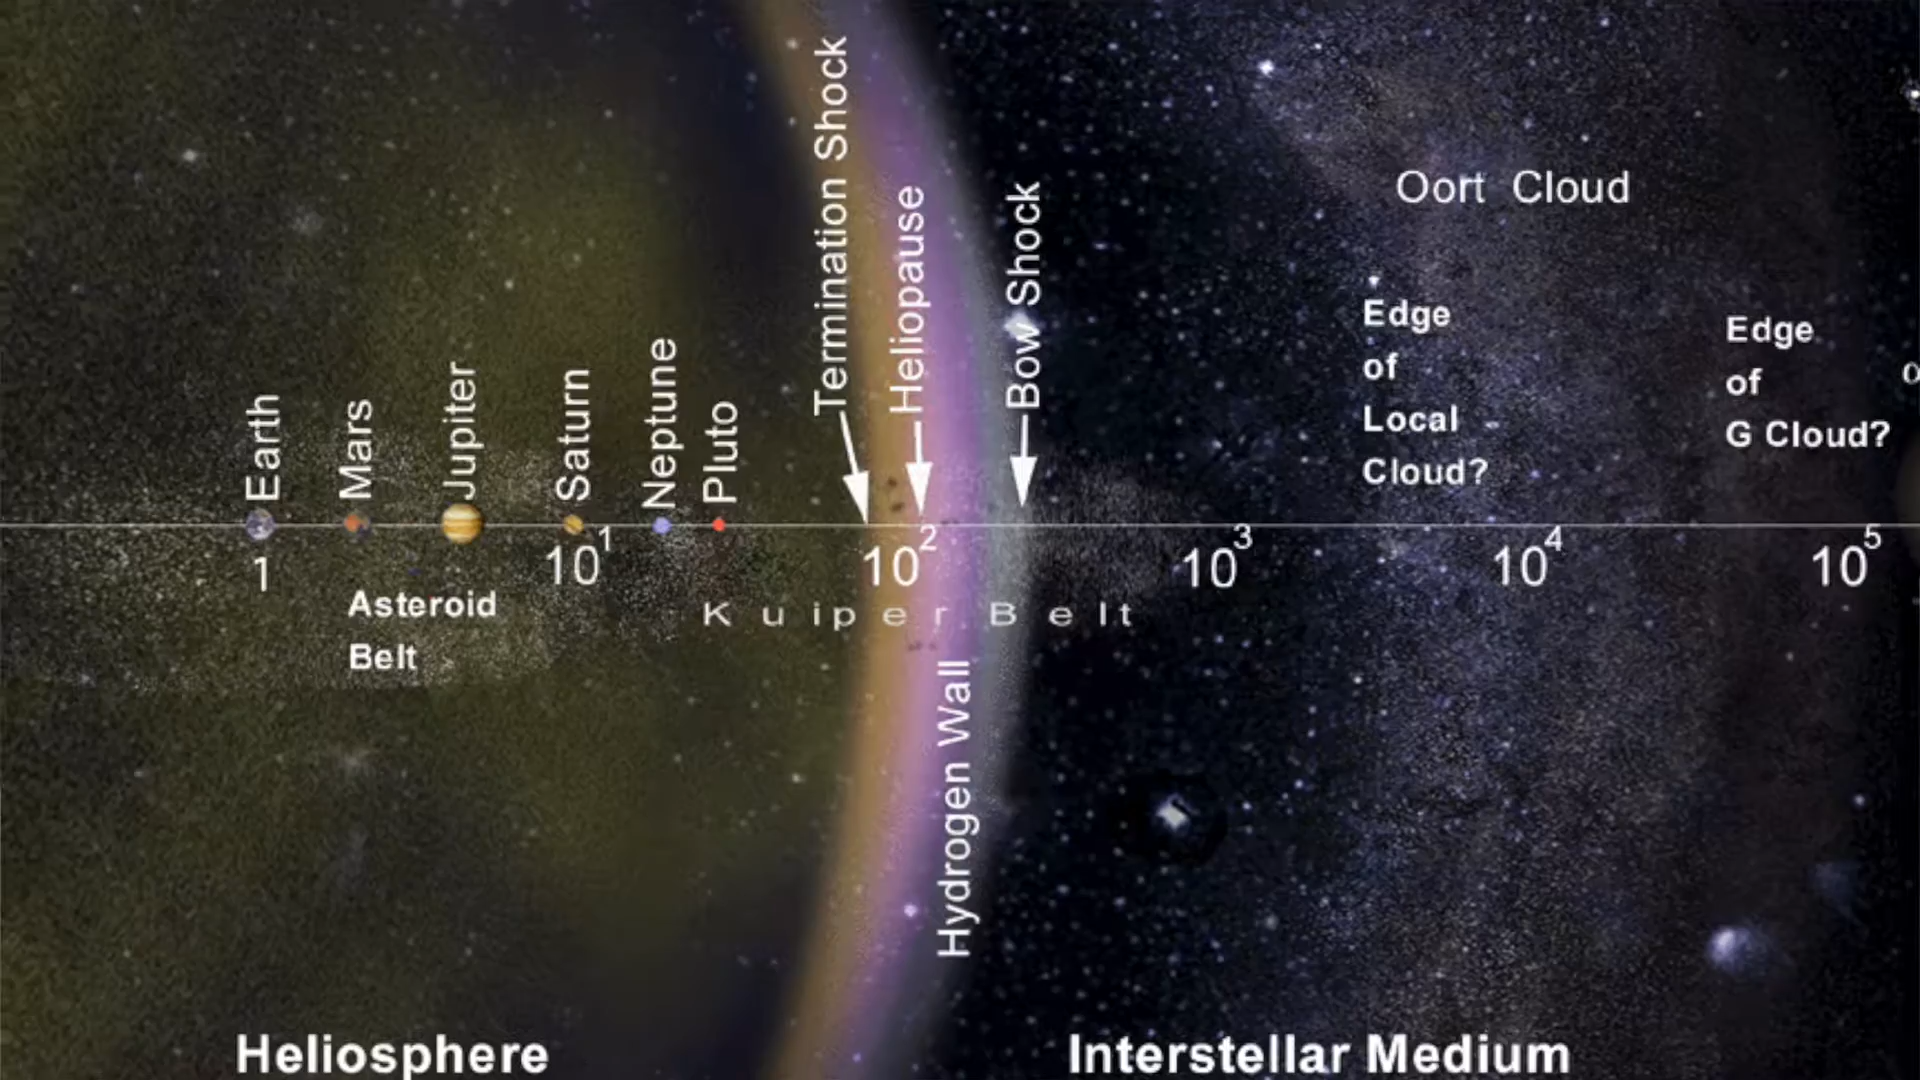 Termination Shock
Heliopause
Bow Shock
Oort Cloud
Edge
of
Local
Cloud?
Edge
of
G Cloud?
Earth
Mars
Jupiter
Saturn
Neptune
Pluto
1
10¹
10²
10³
10⁴
10⁵
Asteroid
Belt
Kuiper Belt
Hydrogen Wall
Heliosphere
Interstellar Medium